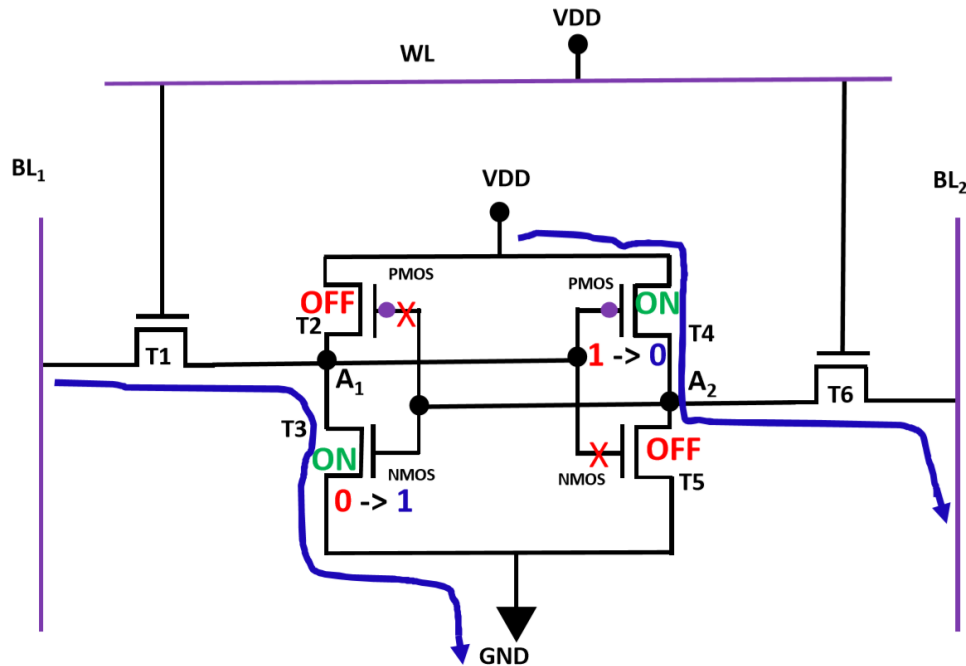 VDD
WL
BL1
BL2
VDD
PMOS
PMOS
OFF
X
ON
T2
T4
T1
1 -> 0
A1
A2
T6
T3
ON
NMOS
X
OFF
NMOS
T5
0 -> 1
GND